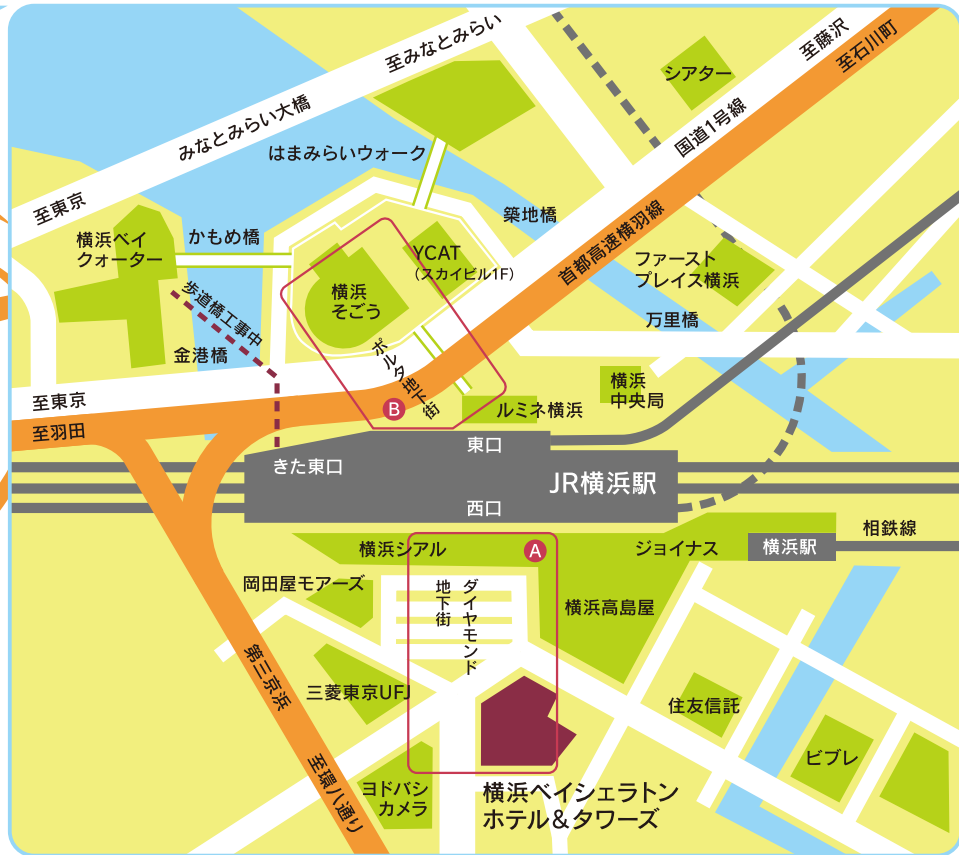 至みなとみらい
至藤沢
至石川町
シアター
みなとみらい大橋
国道1号線
はまみらいウォーク
至東京
築地橋
首都高速横羽線
横浜ベイ
クォーター
かもめ橋
YCAT
(スカイビル1F)
ファースト
プレイス横浜
横浜
そごう
歩道橋工事中
万里橋
金港橋
ポルタ地下街
横浜
中央局
至東京
B
ルミネ横浜
至羽田
東口
きた東口
JR横浜駅
西口
相鉄線
横浜シアル
A
ジョイナス
横浜駅
岡田屋モアーズ
ダイヤモンド
地下街
横浜高島屋
第三京浜
三菱東京UFJ
住友信託
ビブレ
至環八通り
ヨドバシ
カメラ
横浜ベイシェラトン
ホテル&タワーズ